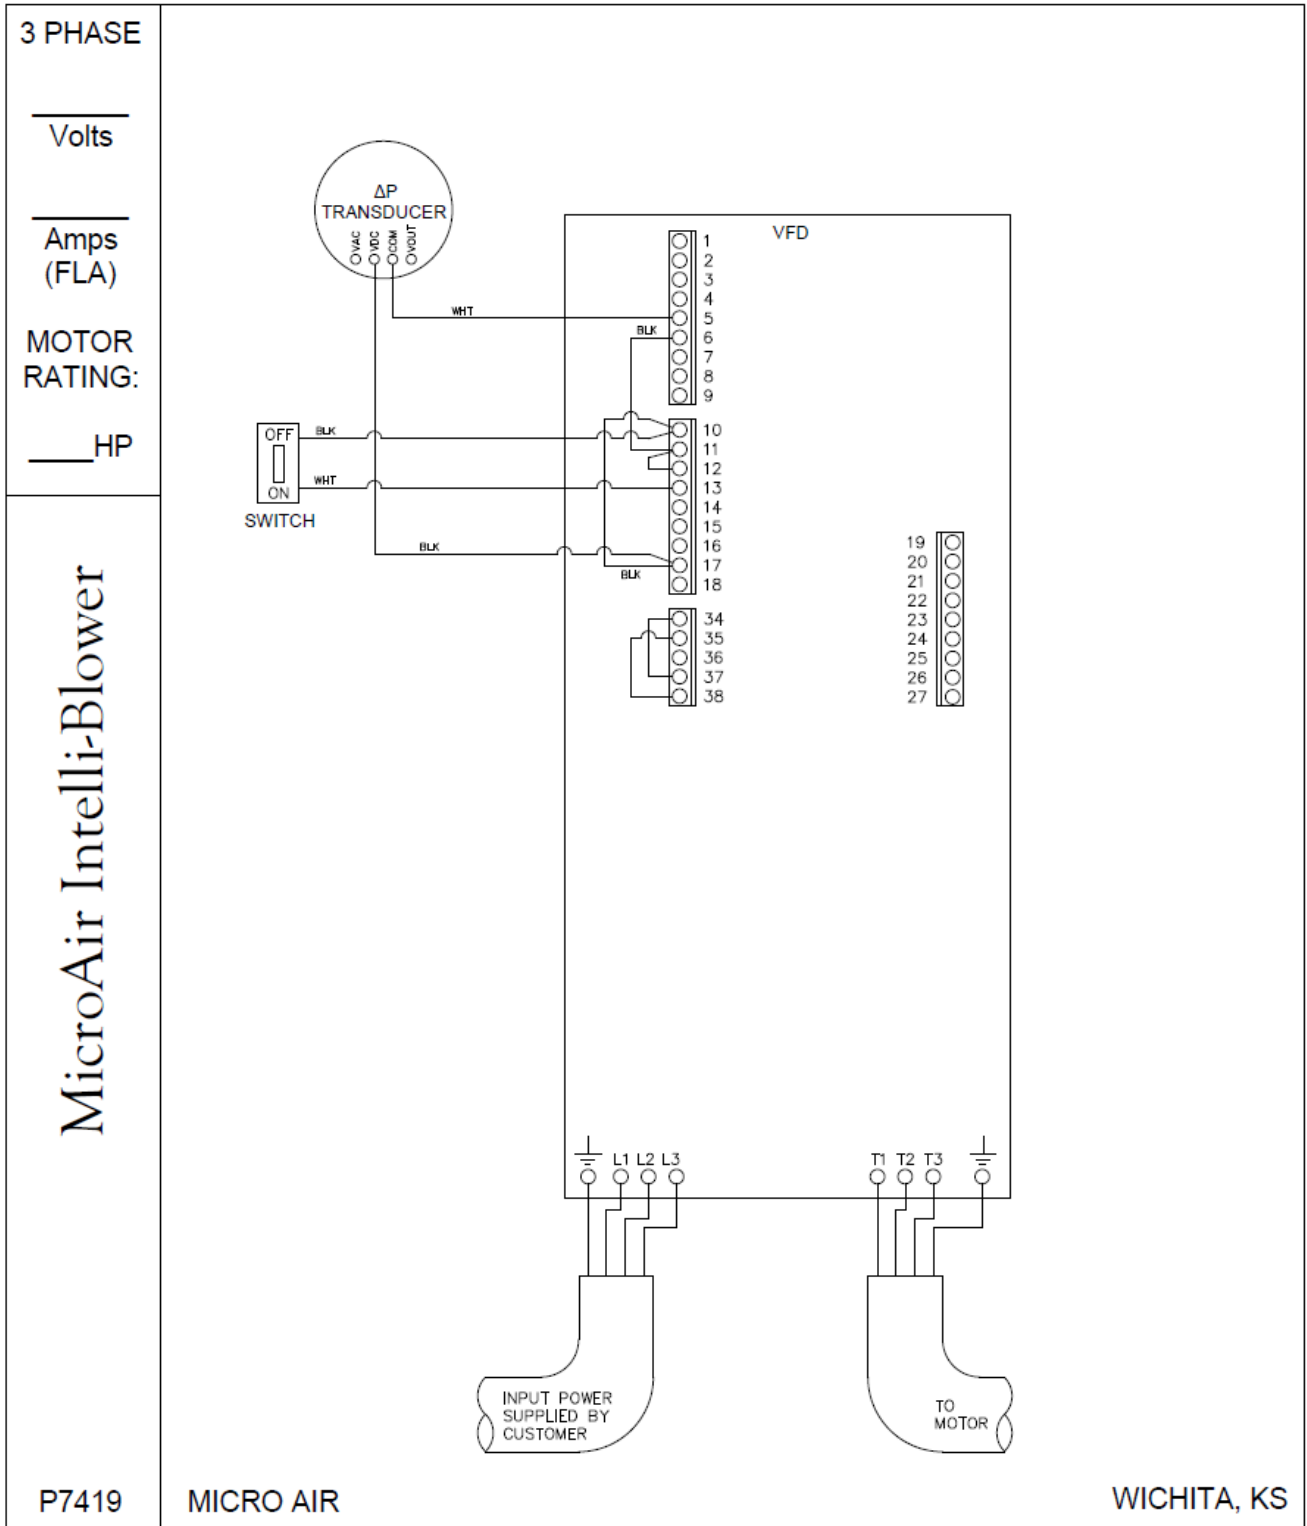 3 PHASE
Volts
Amps
(FLA)
MOTOR
RATING:
____HP
MicroAir Intelli-Blower
P7419
ΔP
TRANSDUCER
VAC
VDC
COM
VOUT
WHT
BLK
OFF
ON
SWITCH
BLK
WHT
BLK
BLK
VFD
1
2
3
4
5
6
7
8
9
10
11
12
13
14
15
16
17
18
34
35
36
37
38
19
20
21
22
23
24
25
26
27
L1 L2 L3
T1 T2 T3
INPUT POWER
SUPPLIED BY
CUSTOMER
TO
MOTOR
MICRO AIR
WICHITA, KS